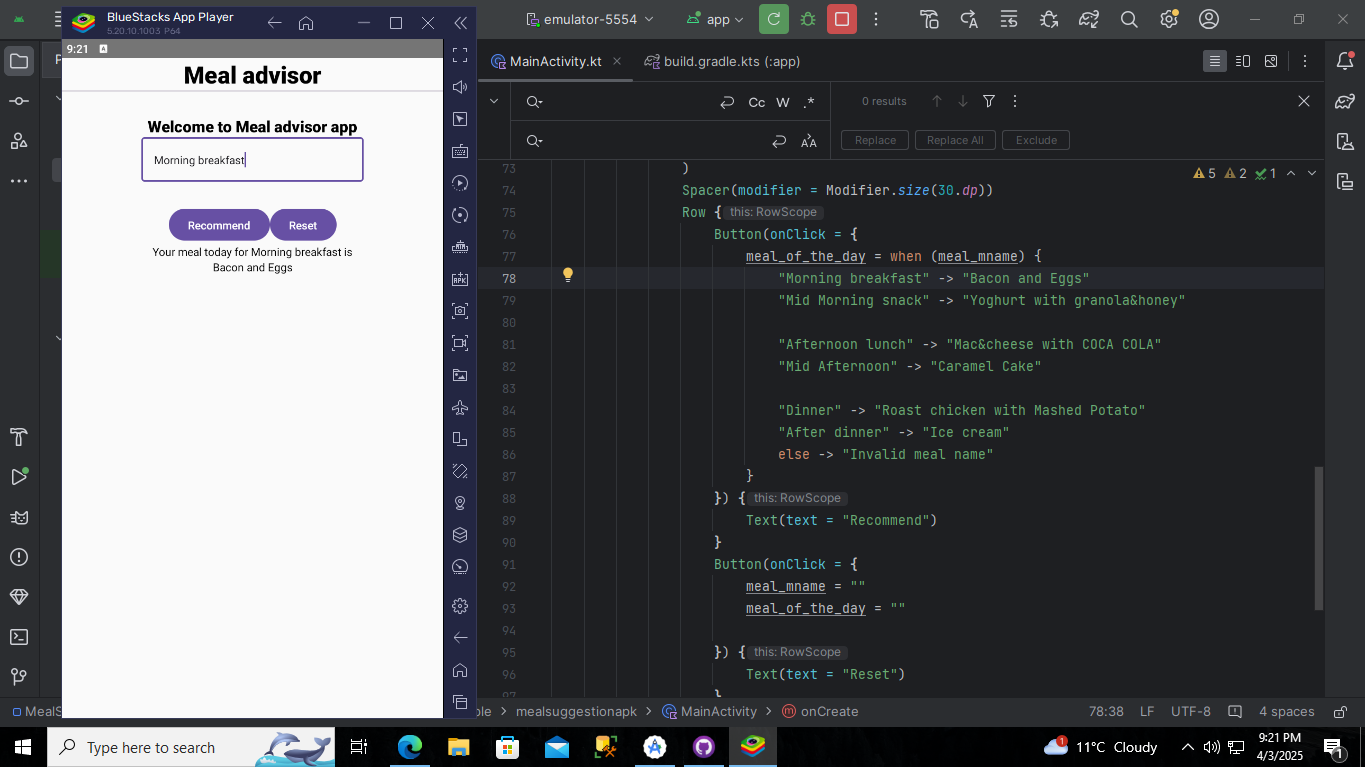 BlueStacks App Player
5.20.10.1003 P64
9:21
A
Meal advisor
Welcome to Meal advisor app
Morning breakfast
Recommend
Reset
Your meal today for Morning breakfast is
Bacon and Eggs
APK
emulator-5554
app
P
MainActivity.kt
build.gradle.kts (:app)
Cc
W
.*
0 results
Replace
Replace All
Exclude
5
2
1
73 )
74 Spacer(modifier = Modifier.size(30.dp))
75 Row { this: RowScope
76 Button(onClick = {
77 meal_of_the_day = when (meal_mname) {
78 "Morning breakfast" -> "Bacon and Eggs"
79 "Mid Morning snack" -> "Yoghurt with granola&honey"
80
81 "Afternoon lunch" -> "Mac&cheese with COCA COLA"
82 "Mid Afternoon" -> "Caramel Cake"
83
84 "Dinner" -> "Roast chicken with Mashed Potato"
85 "After dinner" -> "Ice cream"
86 else -> "Invalid meal name"
87 }
88 }) { this: RowScope
89 Text(text = "Recommend")
90 }
91 Button(onClick = {
92 meal_mname = ""
93 meal_of_the_day = ""
94
95 }) { this: RowScope
96 Text(text = "Reset")
97 }
MealS
ple > mealsuggestionapk > MainActivity > onCreate
78:38
LF
UTF-8
4 spaces
Type here to search
1
11°C Cloudy
9:21 PM
4/3/2025
1